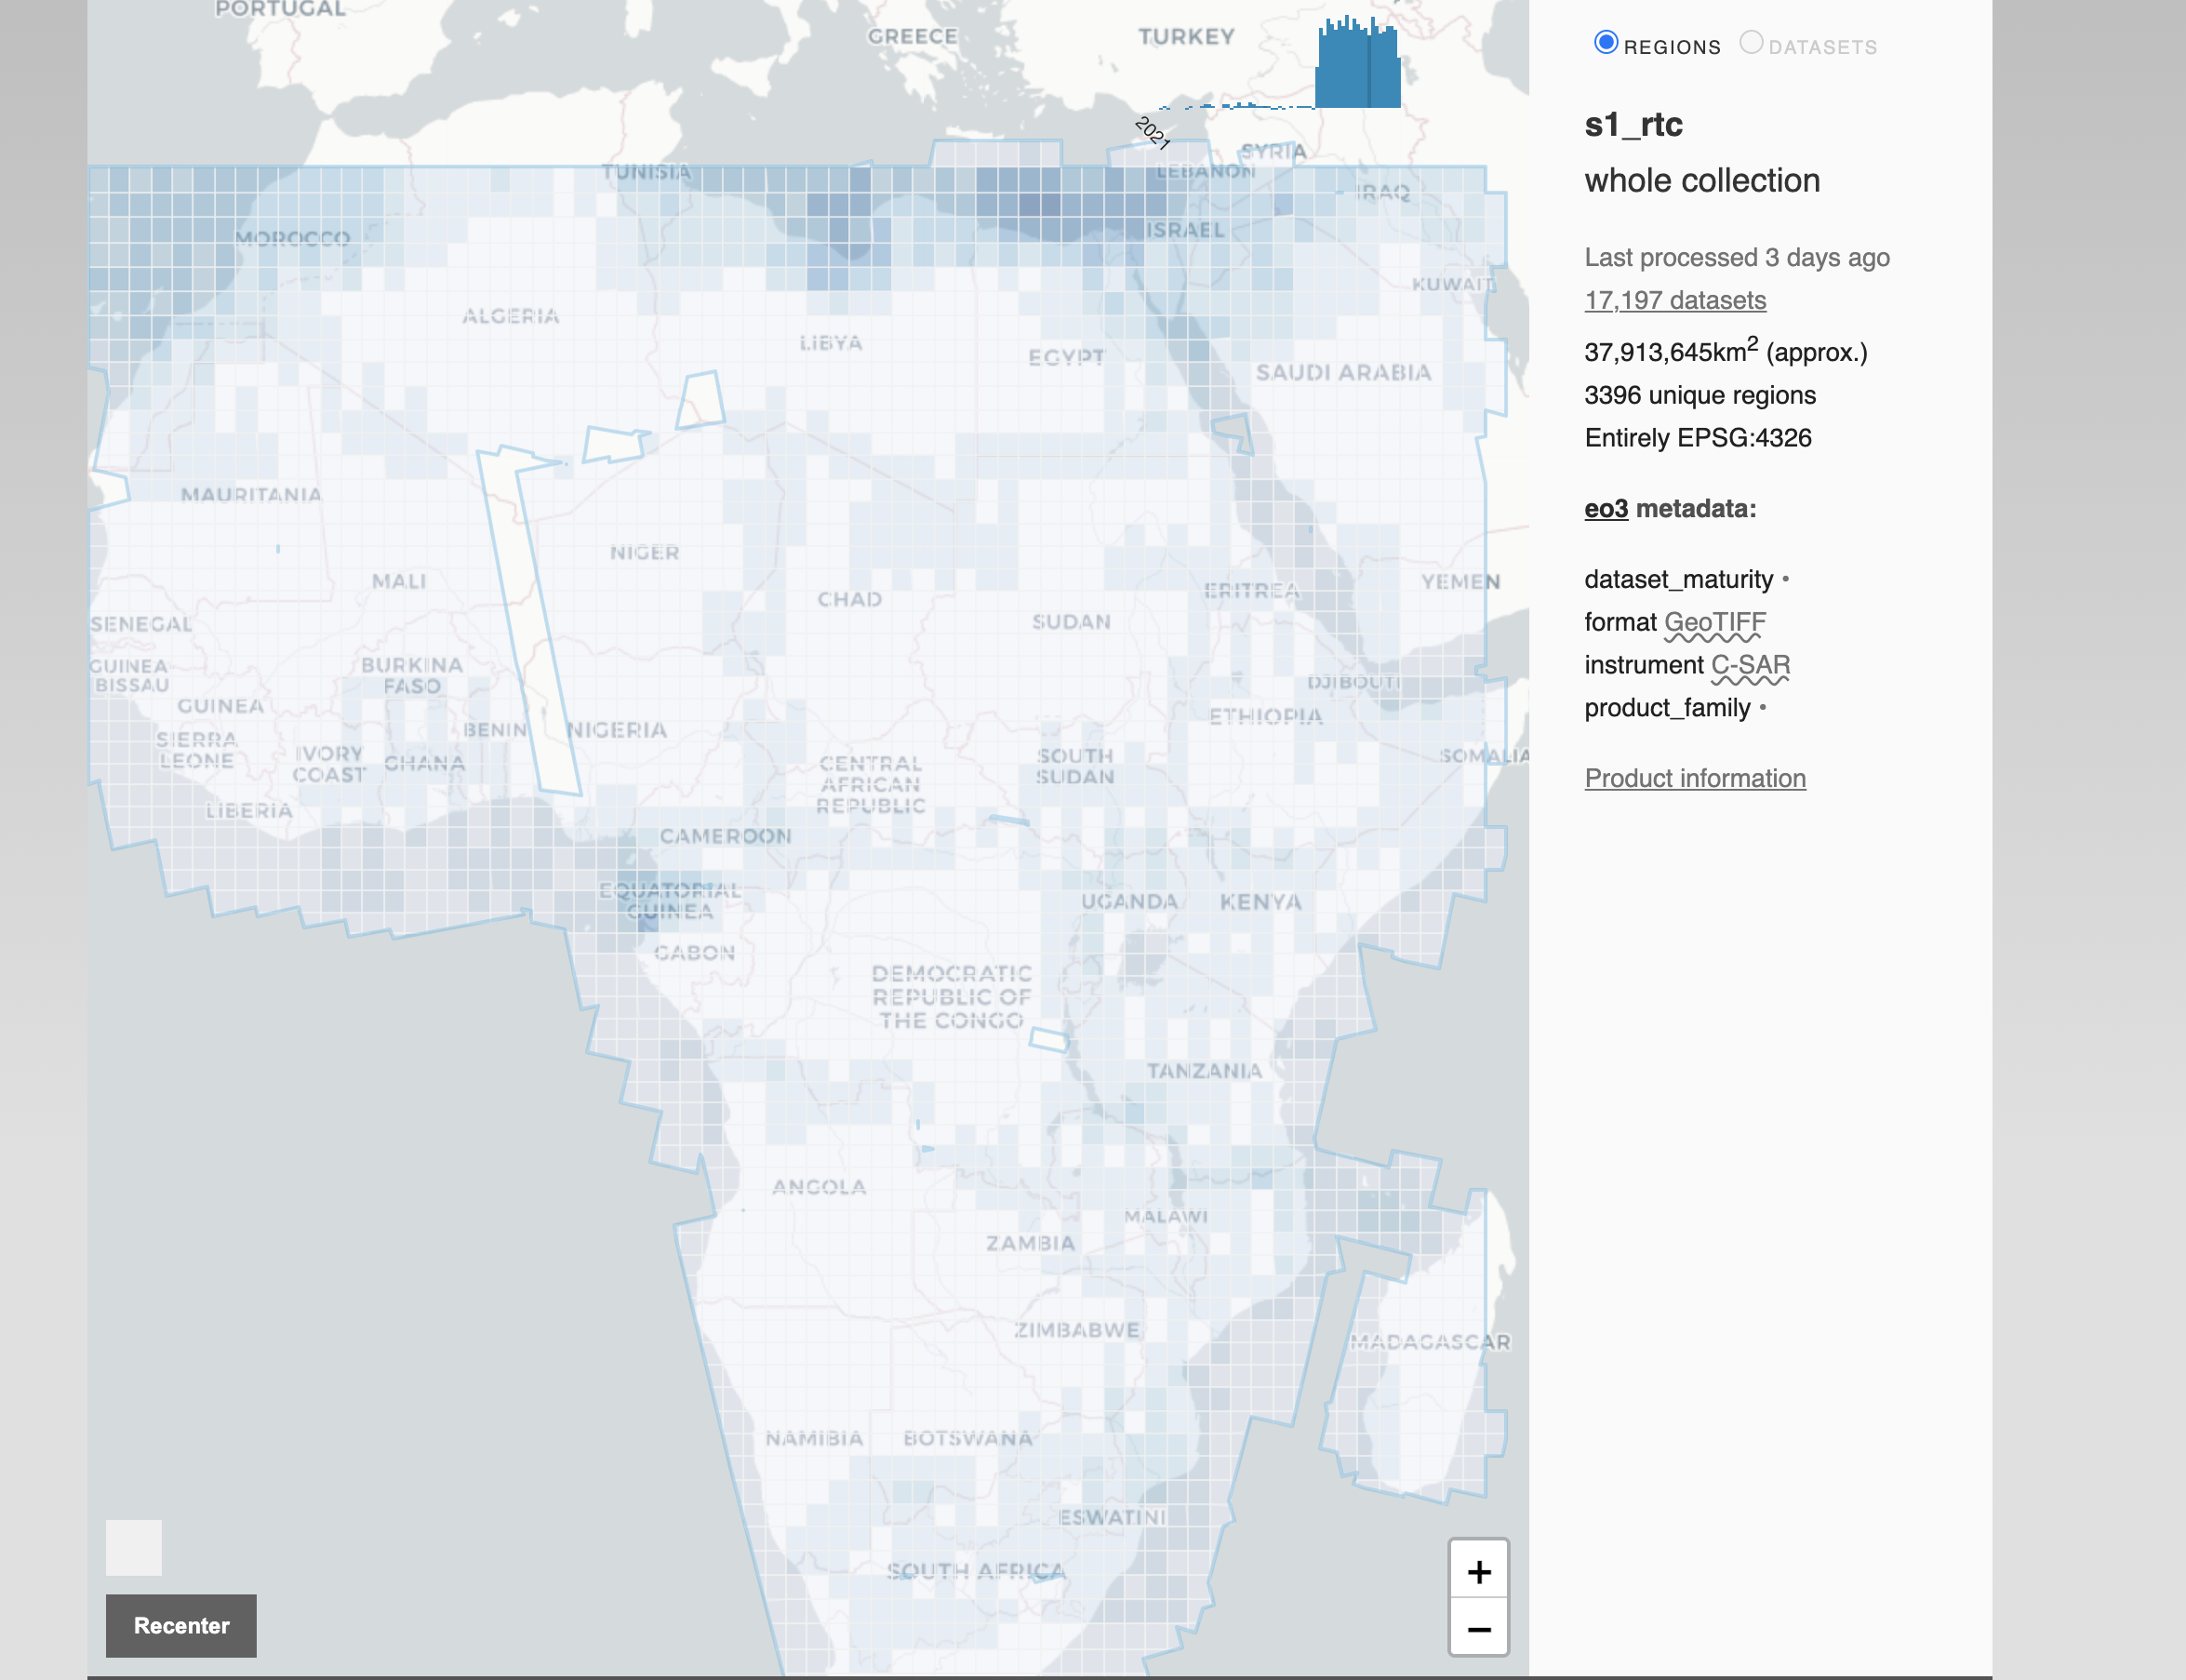 PORTUGAL
GREECE
TURKEY
2021
TUNISIA
SYRIA
LEBANON
IRAQ
MOROCCO
ISRAEL
KUWAIT
ALGERIA
LIBYA
EGYPT
SAUDI ARABIA
MAURITANIA
NIGER
MALI
CHAD
ERITREA
YEMEN
SENEGAL
SUDAN
GUINEA
BISSAU
BURKINA
FASO
DJIBOUTI
GUINEA
BENIN
NIGERIA
ETHIOPIA
SIERRA
LEONE
IVORY
COAST
GHANA
CENTRAL
AFRICAN
REPUBLIC
SOUTH
SUDAN
SOMALIA
LIBERIA
CAMEROON
EQUATORIAL
GUINEA
UGANDA
KENYA
GABON
DEMOCRATIC
REPUBLIC OF
THE CONGO
TANZANIA
ANGOLA
MALAWI
ZAMBIA
ZIMBABWE
MADAGASCAR
NAMIBIA
BOTSWANA
ESWATINI
SOUTH AFRICA
+
−
Recenter
REGIONS DATASETS
s1_rtc
whole collection
Last processed 3 days ago
17,197 datasets
37,913,645km² (approx.)
3396 unique regions
Entirely EPSG:4326
eo3 metadata:
dataset_maturity •
format GeoTIFF
instrument C-SAR
product_family •
Product information